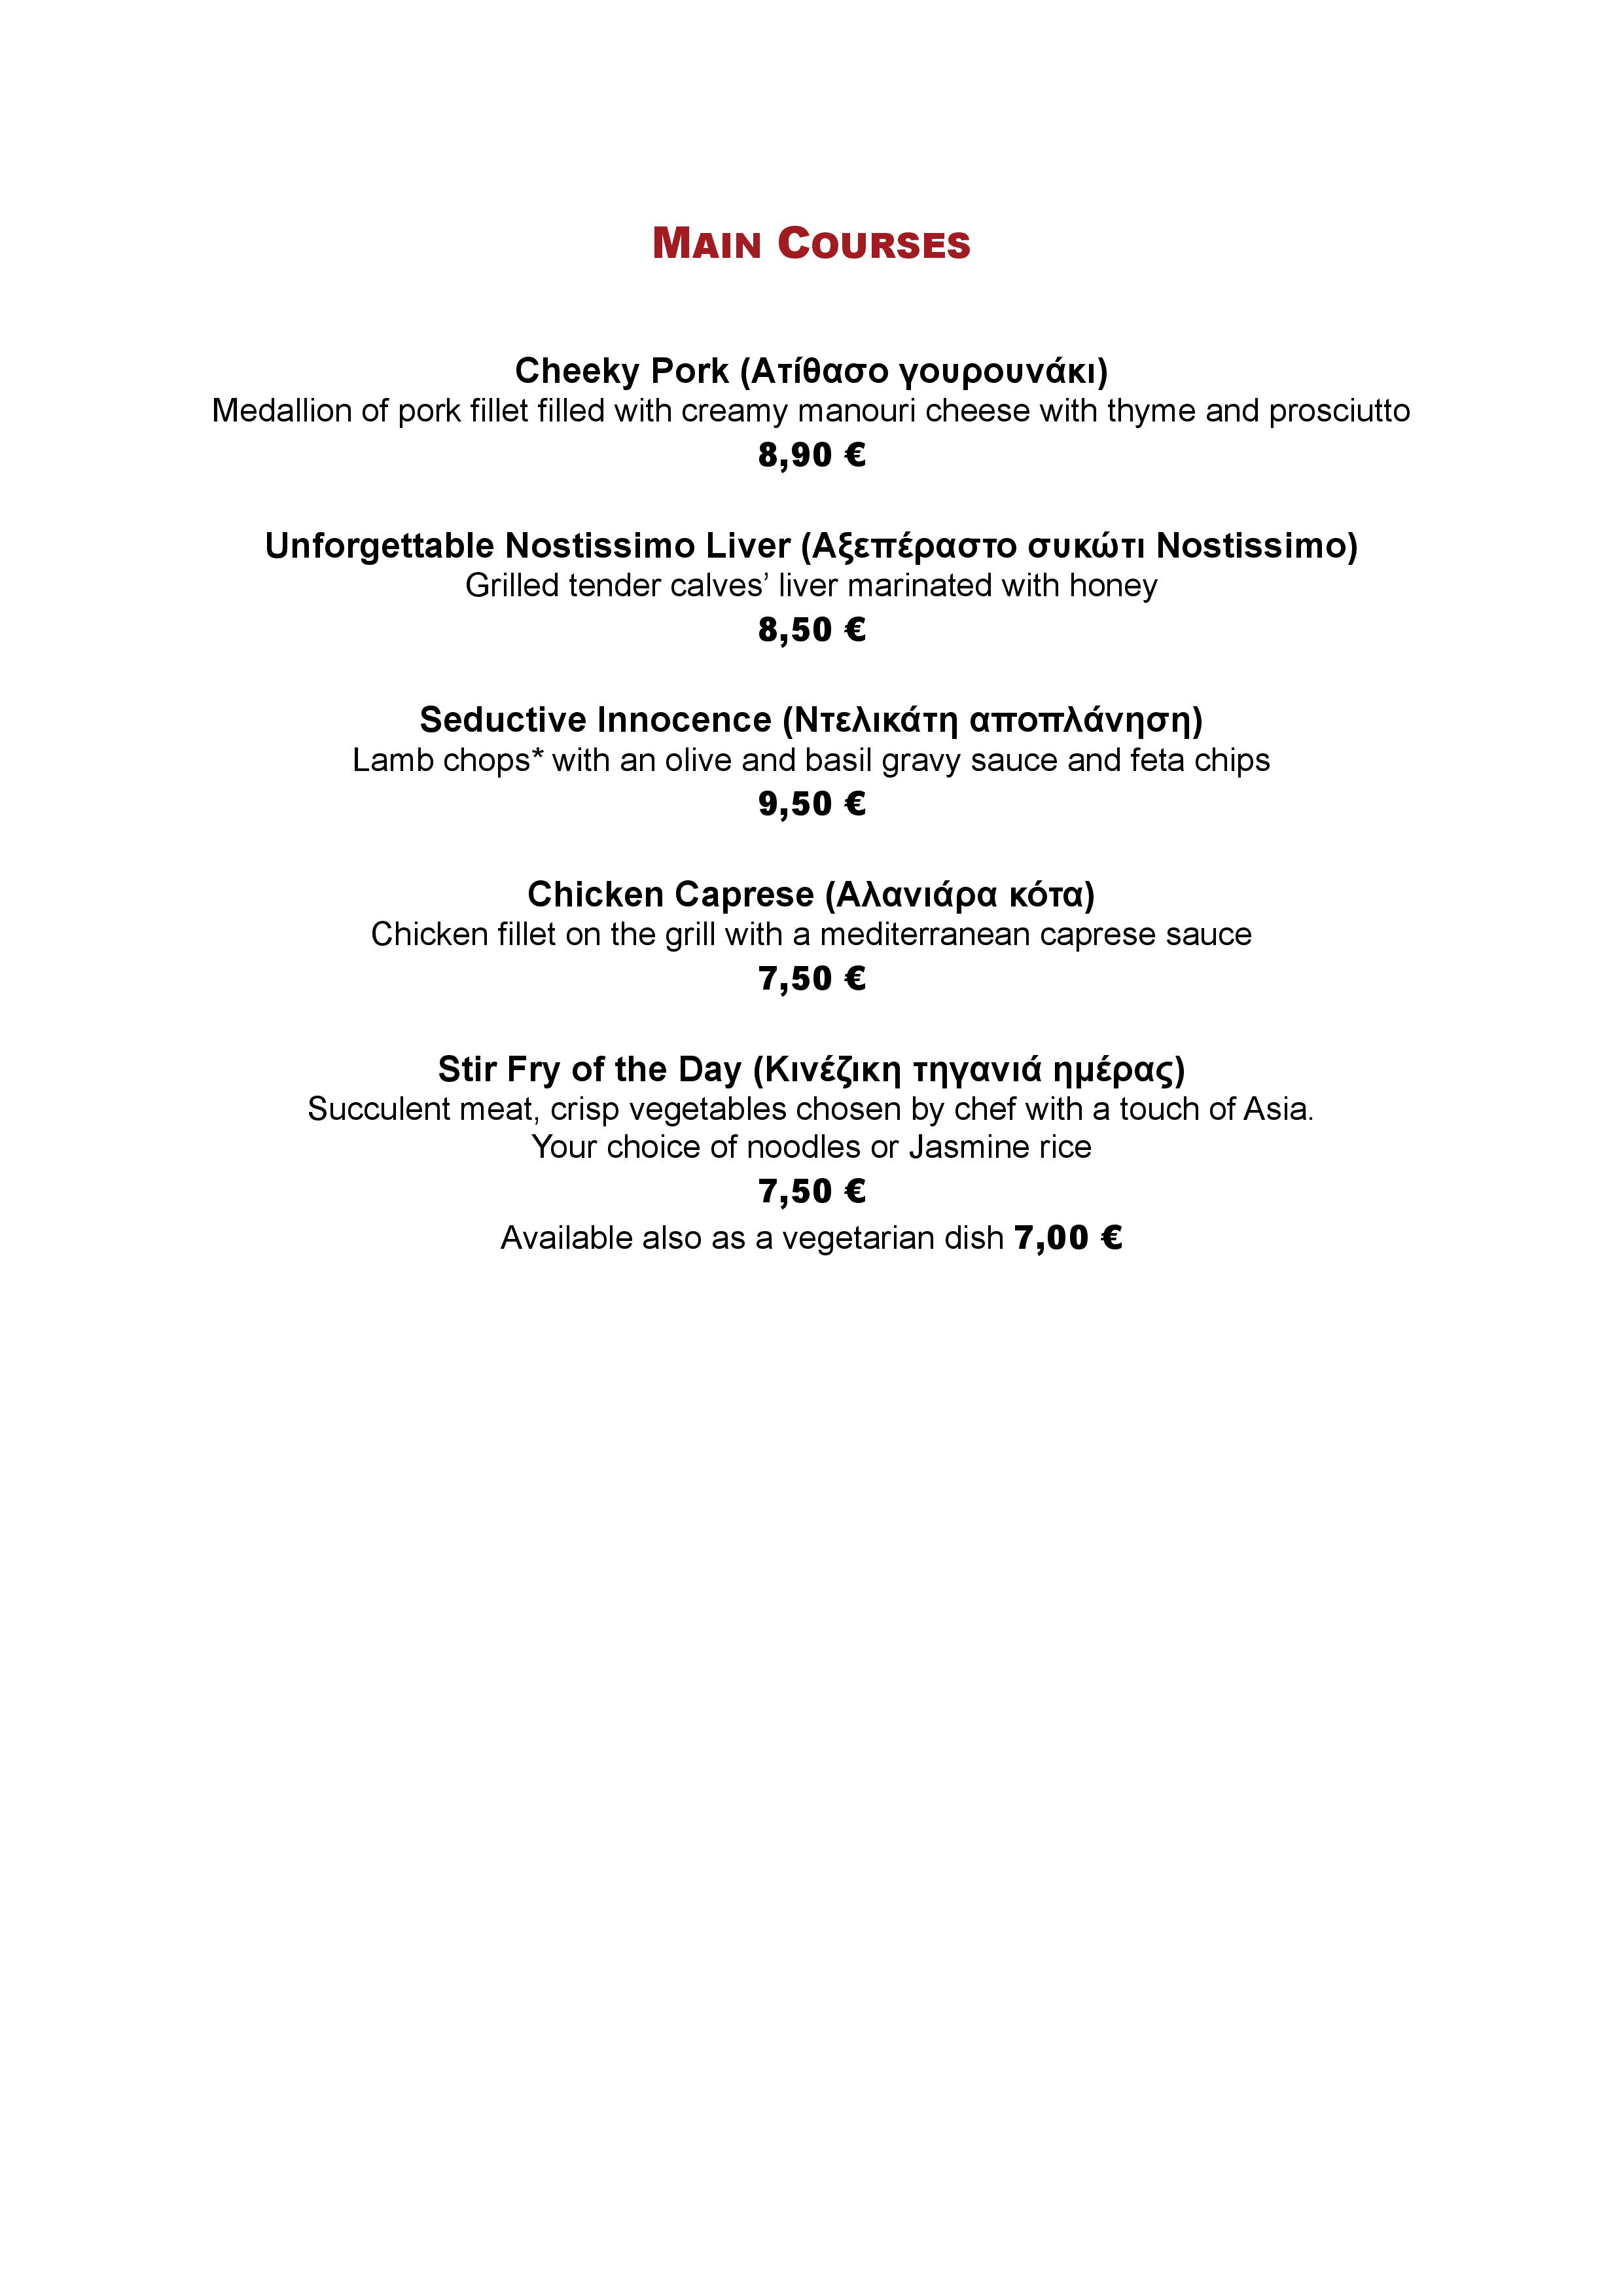 Main Courses
Cheeky Pork (Ατίθασο γουρουνάκι)
Medallion of pork fillet filled with creamy manouri cheese with thyme and prosciutto
8,90 €
Unforgettable Nostissimo Liver (Αξεπέραστο συκώτι Nostissimo)
Grilled tender calves’ liver marinated with honey
8,50 €
Seductive Innocence (Ντελικάτη αποπλάνηση)
Lamb chops* with an olive and basil gravy sauce and feta chips
9,50 €
Chicken Caprese (Αλανιάρα κότα)
Chicken fillet on the grill with a mediterranean caprese sauce
7,50 €
Stir Fry of the Day (Κινέζικη τηγανιά ημέρας)
Succulent meat, crisp vegetables chosen by chef with a touch of Asia.
Your choice of noodles or Jasmine rice
7,50 €
Available also as a vegetarian dish 7,00 €